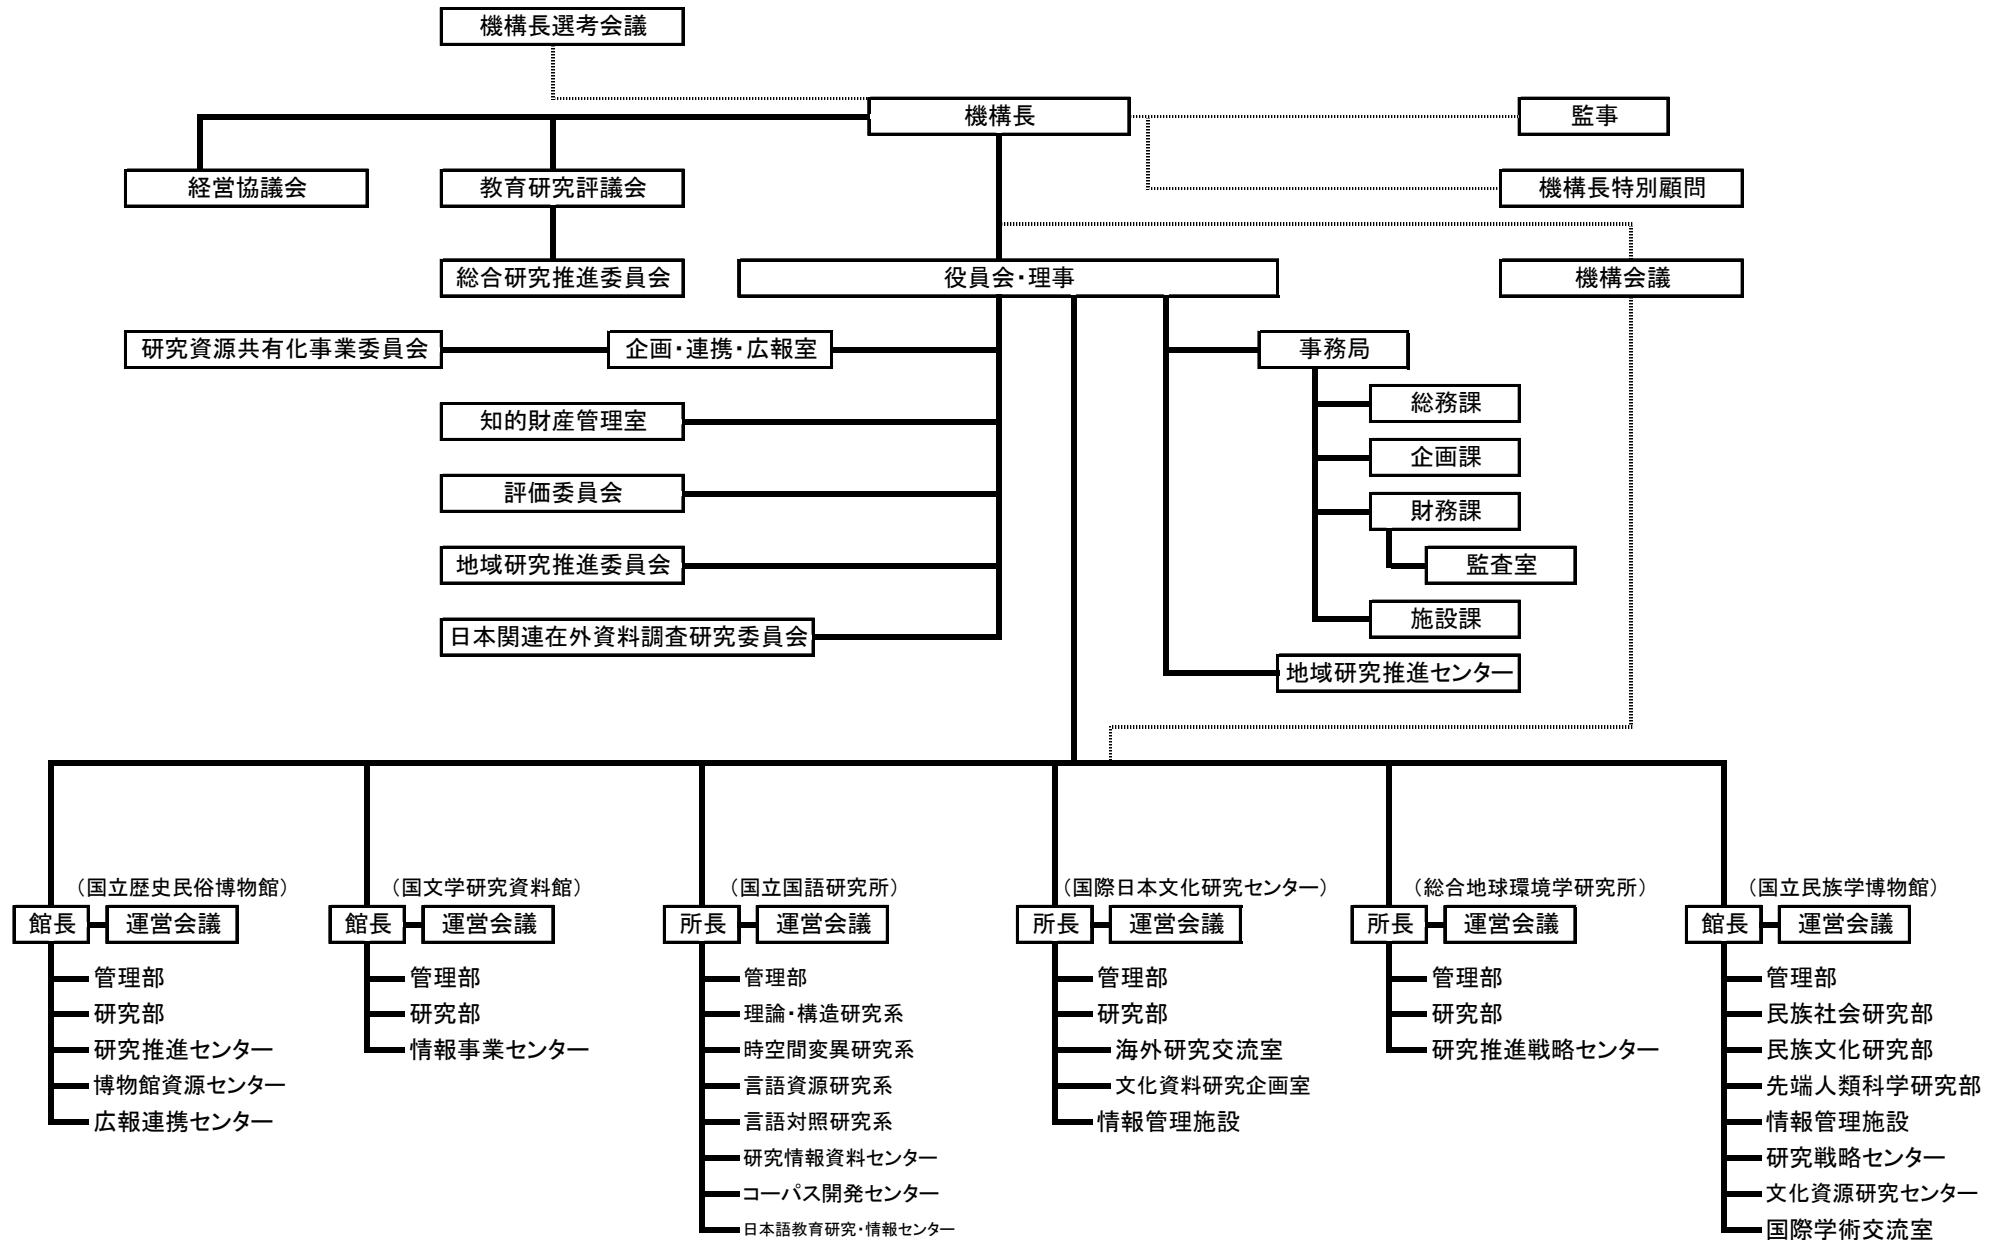 機構長選考会議
機構長
監事
経営協議会
教育研究評議会
機構長特別顧問
総合研究推進委員会
役員会・理事
機構会議
研究資源共有化事業委員会
企画・連携・広報室
事務局
総務課
知的財産管理室
企画課
評価委員会
財務課
地域研究推進委員会
監査室
施設課
日本関連在外資料調査研究委員会
地域研究推進センター
（国立歴史民俗博物館）
館長
運営会議
管理部
研究部
研究推進センター
博物館資源センター
広報連携センター
（国文学研究資料館）
館長
運営会議
管理部
研究部
情報事業センター
（国立国語研究所）
所長
運営会議
管理部
理論・構造研究系
時空間変異研究系
言語資源研究系
言語対照研究系
研究情報資料センター
コーパス開発センター
日本語教育研究・情報センター
（国際日本文化研究センター）
所長
運営会議
管理部
研究部
海外研究交流室
文化資料研究企画室
情報管理施設
（総合地球環境学研究所）
所長
運営会議
管理部
研究部
研究推進戦略センター
（国立民族学博物館）
館長
運営会議
管理部
民族社会研究部
民族文化研究部
先端人類科学研究部
情報管理施設
研究戦略センター
文化資源研究センター
国際学術交流室